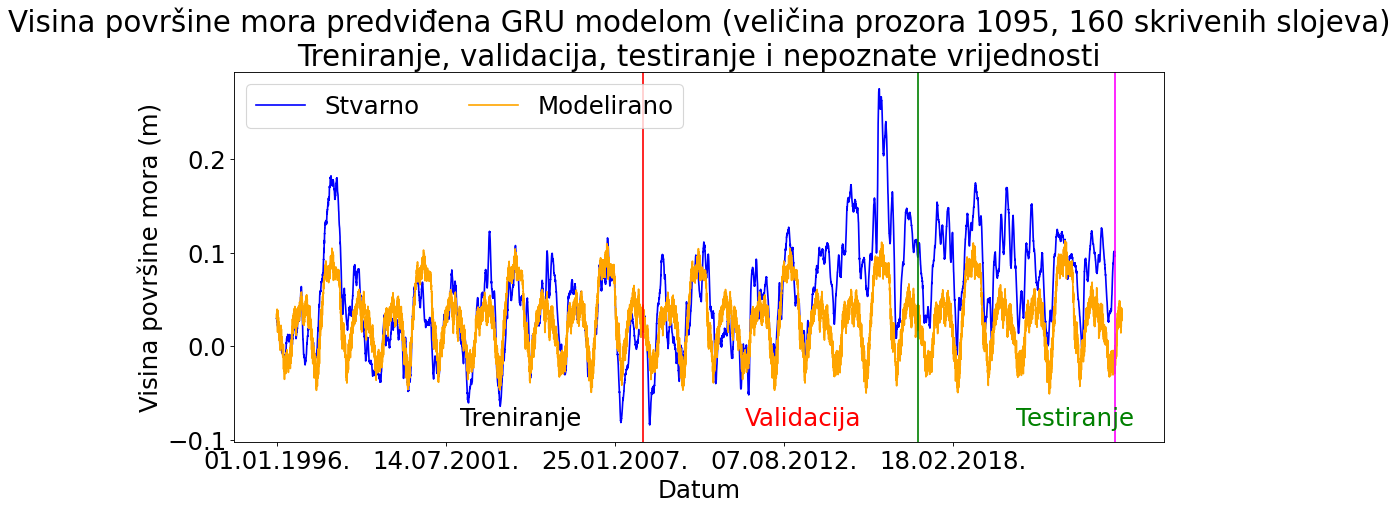 Visina površine mora predviđena GRU modelom (veličina prozora 1095, 160 skrivenih slojeva)
Treniranje, validacija, testiranje i nepoznate vrijednosti
Stvarno Modelirano
Visina površine mora (m)
0.2
0.1
0.0
−0.1
Treniranje Validacija Testiranje
01.01.1996. 14.07.2001. 25.01.2007. 07.08.2012. 18.02.2018.
Datum